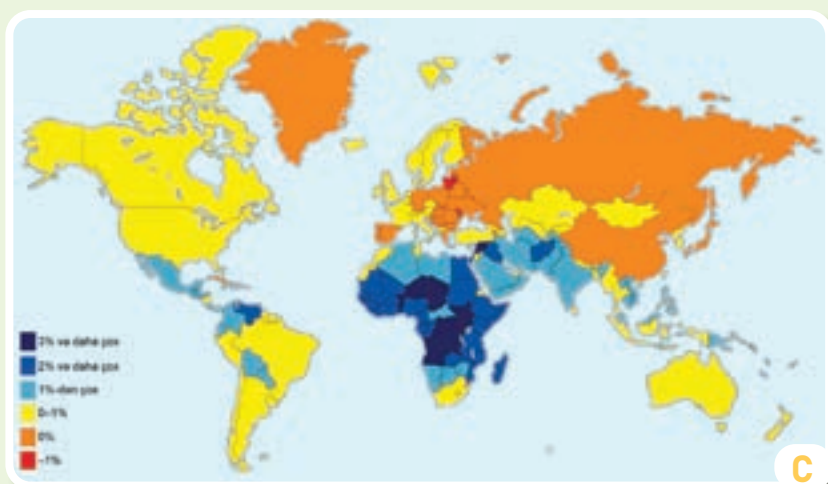 3% və daha çox
2% və daha çox
1%-dən çox
0–1%
0%
–1%
C